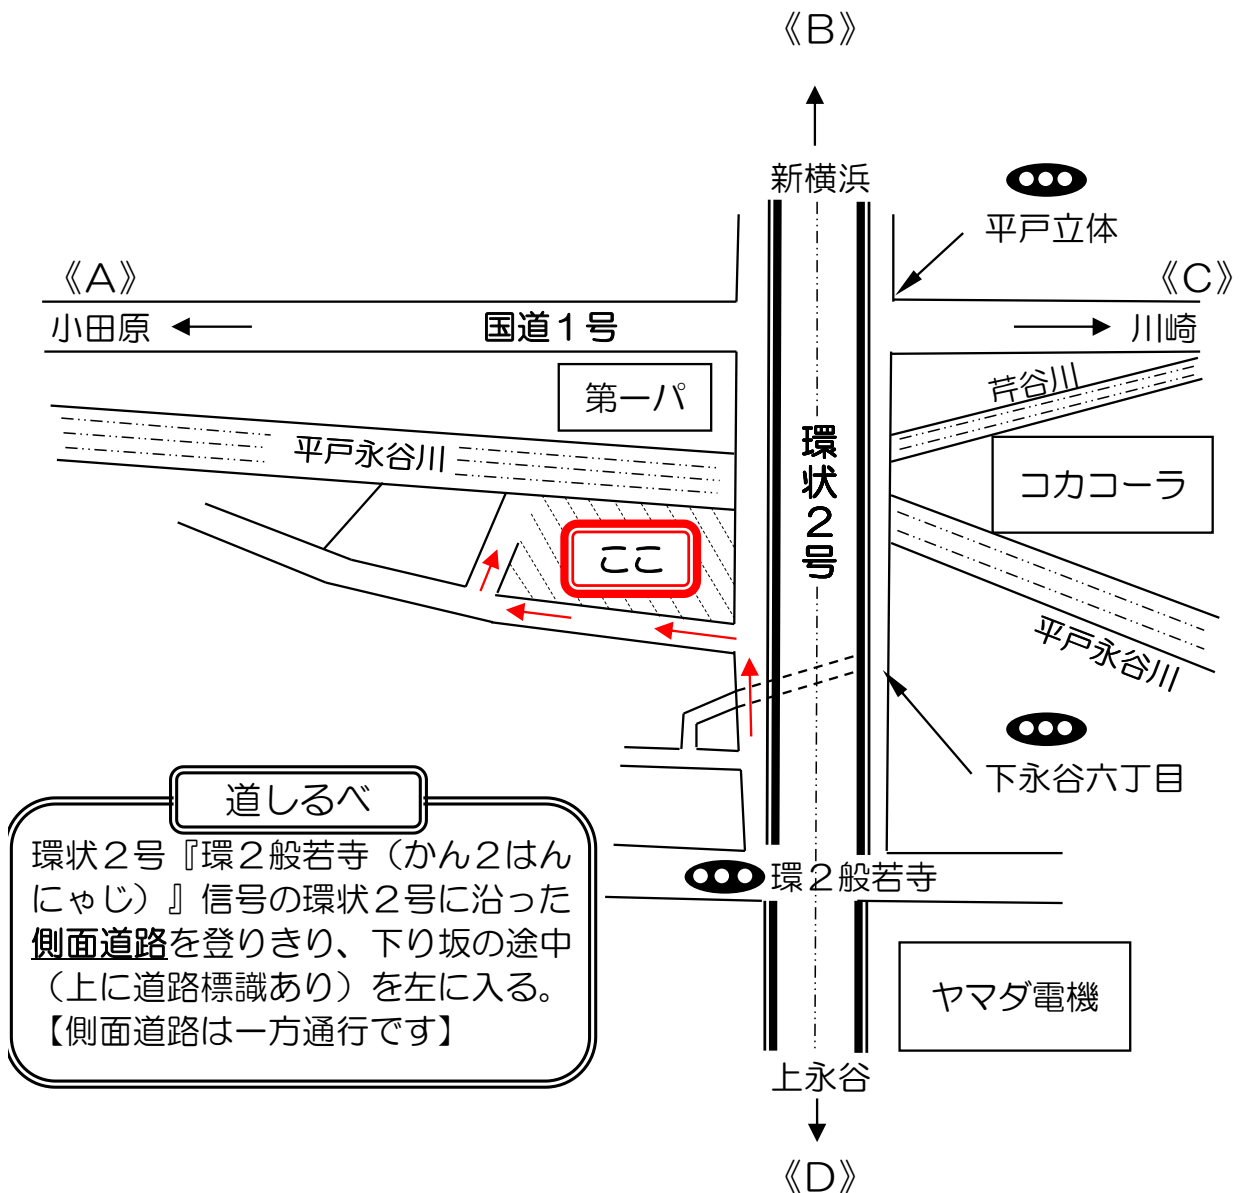 《B》
新横浜
平戸立体
《A》
《C》
小田原
国道1号
川崎
第一パ
芹谷川
平戸永谷川
環状2号
コカコーラ
ここ
平戸永谷川
下永谷六丁目
道しるべ
環状2号『環2般若寺（かん2はん
にゃじ）』信号の環状2号に沿った
側面道路を登りきり、下り坂の途中
（上に道路標識あり）を左に入る。
【側面道路は一方通行です】
環2般若寺
ヤマダ電機
上永谷
《D》